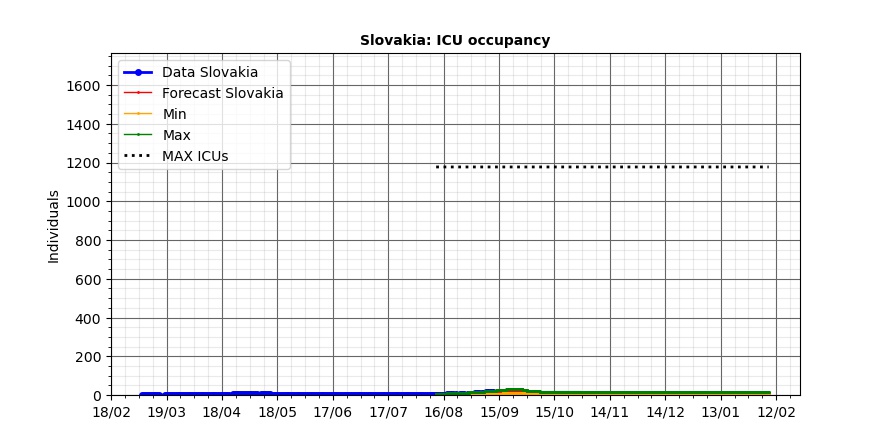 Slovakia: ICU occupancy
Data Slovakia
Forecast Slovakia
Min
Max
MAX ICUs
Individuals
1600
1400
1200
1000
800
600
400
200
0
18/02 19/03 18/04 18/05 17/06 17/07 16/08 15/09 15/10 14/11 14/12 13/01 12/02